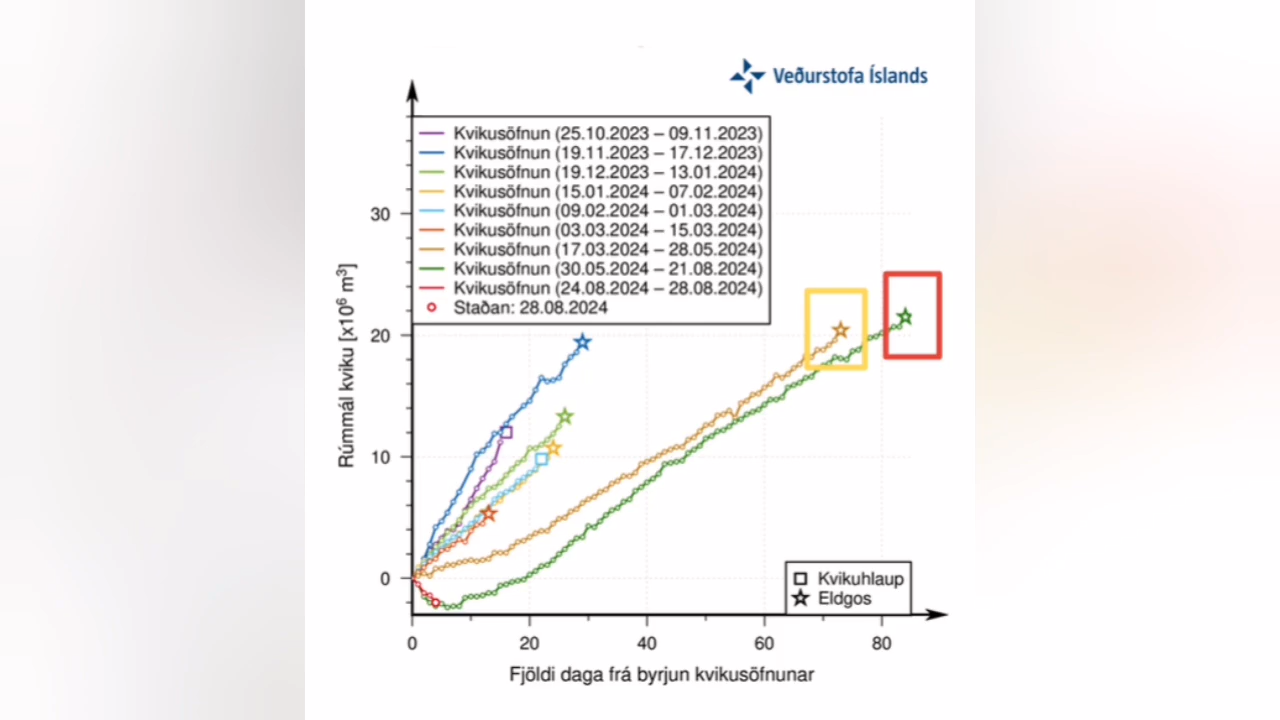 Veðurstofa Íslands
Kvikusöfnun (25.10.2023 – 09.11.2023)
Kvikusöfnun (19.11.2023 – 17.12.2023)
Kvikusöfnun (19.12.2023 – 13.01.2024)
Kvikusöfnun (15.01.2024 – 07.02.2024)
Kvikusöfnun (09.02.2024 – 01.03.2024)
Kvikusöfnun (03.03.2024 – 15.03.2024)
Kvikusöfnun (17.03.2024 – 28.05.2024)
Kvikusöfnun (30.05.2024 – 21.08.2024)
Kvikusöfnun (24.08.2024 – 28.08.2024)
Staðan: 28.08.2024
Rúmmál kviku [x10⁶ m³]
30
20
10
0
Kvikuhlaup
Eldgos
0 20 40 60 80
Fjöldi daga frá byrjun kvikusöfnunar